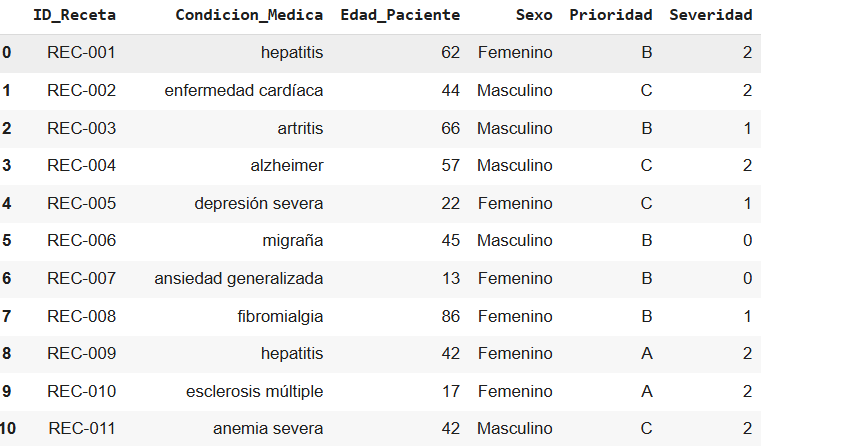 ID_Receta Condicion_Medica Edad_Paciente Sexo Prioridad Severidad
0 REC-001 hepatitis 62 Femenino B 2
1 REC-002 enfermedad cardíaca 44 Masculino C 2
2 REC-003 artritis 66 Masculino B 1
3 REC-004 alzheimer 57 Masculino C 2
4 REC-005 depresión severa 22 Femenino C 1
5 REC-006 migraña 45 Masculino B 0
6 REC-007 ansiedad generalizada 13 Femenino B 0
7 REC-008 fibromialgia 86 Femenino B 1
8 REC-009 hepatitis 42 Femenino A 2
9 REC-010 esclerosis múltiple 17 Femenino A 2
10 REC-011 anemia severa 42 Masculino C 2